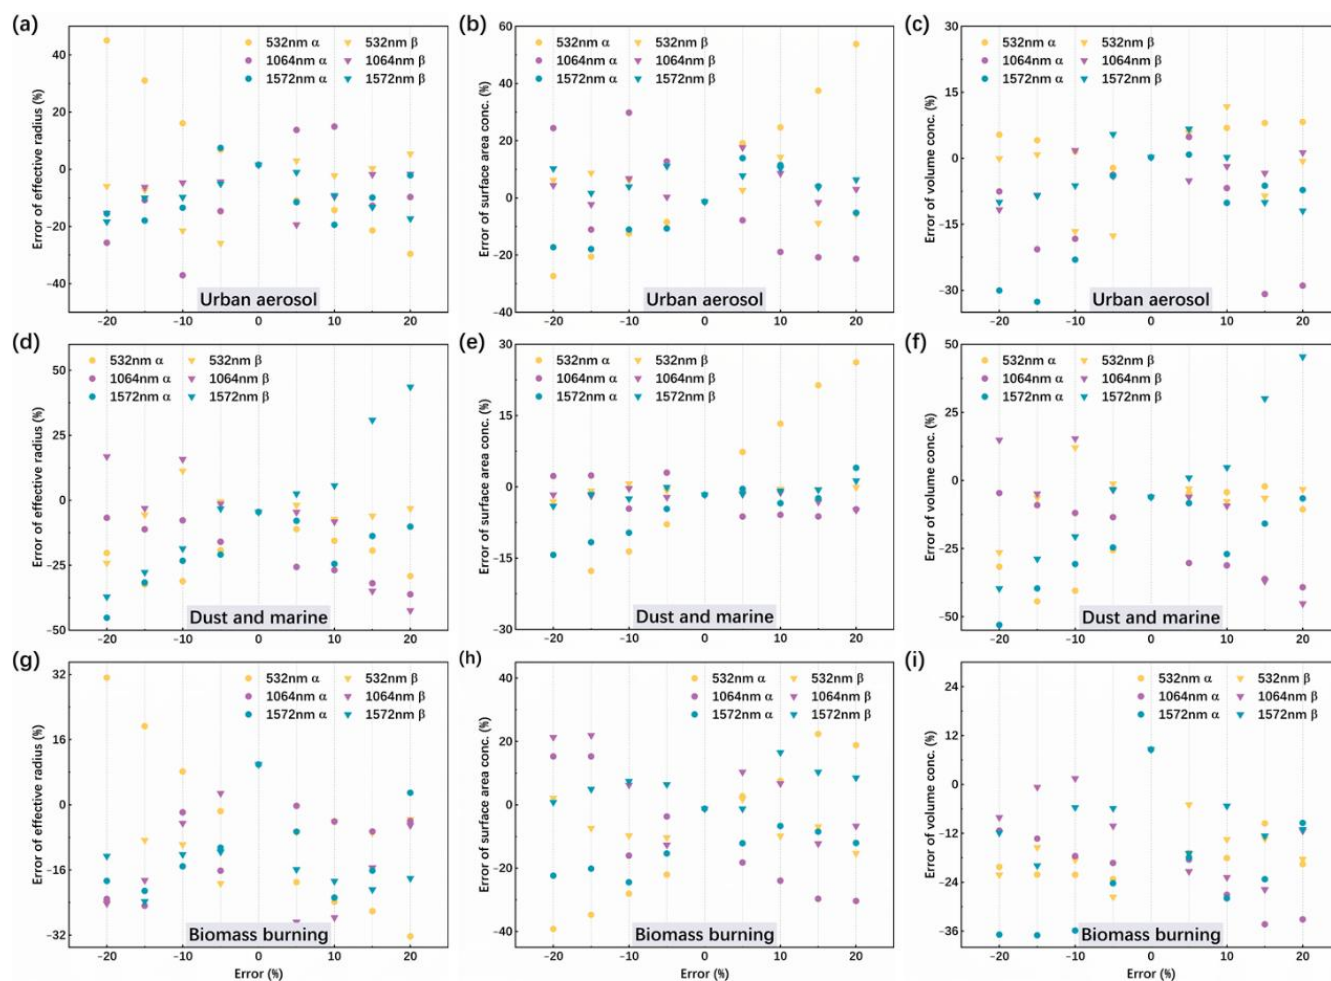 (a)
40
20
0
−20
−40
Error of effective radius (%)
532nm α 532nm β
1064nm α 1064nm β
1572nm α 1572nm β
Urban aerosol
−20 −10 0 10 20
(b)
60
40
20
0
−20
−40
Error of surface area conc. (%)
532nm α 532nm β
1064nm α 1064nm β
1572nm α 1572nm β
Urban aerosol
−20 −10 0 10 20
(c)
30
15
0
−15
−30
Error of volume conc. (%)
532nm α 532nm β
1064nm α 1064nm β
1572nm α 1572nm β
Urban aerosol
−20 −10 0 10 20
(d)
50
25
0
−25
−50
Error of effective radius (%)
532nm α 532nm β
1064nm α 1064nm β
1572nm α 1572nm β
Dust and marine
−20 −10 0 10 20
(e)
30
15
0
−15
−30
Error of surface area conc. (%)
532nm α 532nm β
1064nm α 1064nm β
1572nm α 1572nm β
Dust and marine
−20 −10 0 10 20
(f)
50
25
0
−25
−50
Error of volume conc. (%)
532nm α 532nm β
1064nm α 1064nm β
1572nm α 1572nm β
Dust and marine
−20 −10 0 10 20
(g)
32
16
0
−16
−32
Error of effective radius (%)
532nm α 532nm β
1064nm α 1064nm β
1572nm α 1572nm β
Biomass burning
−20 −10 0 10 20
Error (%)
(h)
40
20
0
−20
−40
Error of surface area conc. (%)
532nm α 532nm β
1064nm α 1064nm β
1572nm α 1572nm β
Biomass burning
−20 −10 0 10 20
Error (%)
(i)
24
12
0
−12
−24
−36
Error of volume conc. (%)
532nm α 532nm β
1064nm α 1064nm β
1572nm α 1572nm β
Biomass burning
−20 −10 0 10 20
Error (%)